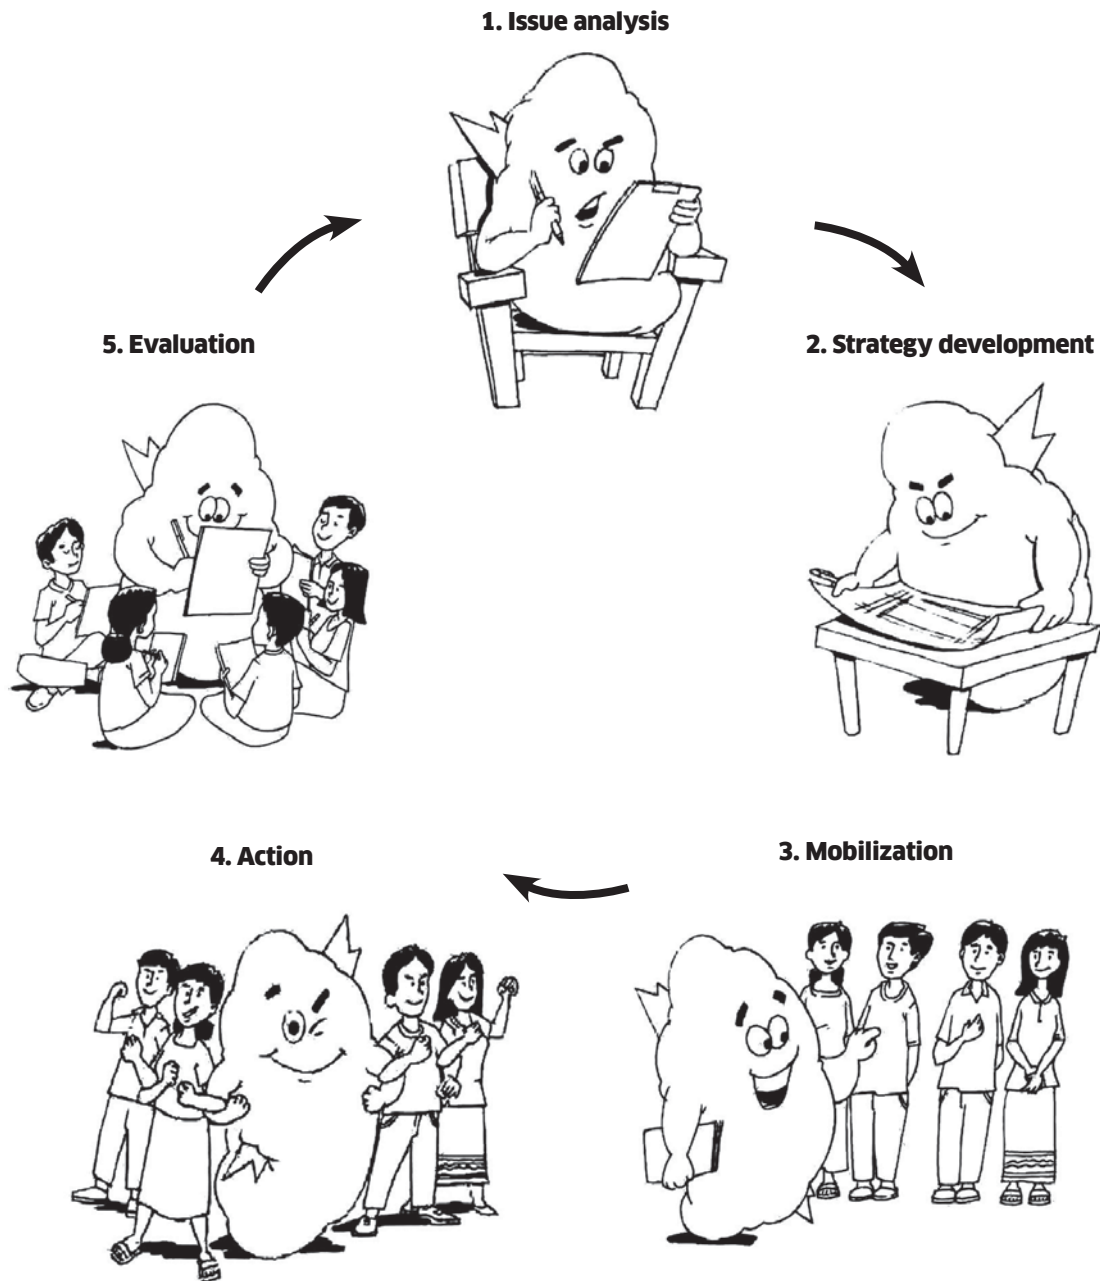 1. Issue analysis
2. Strategy development
3. Mobilization
4. Action
5. Evaluation